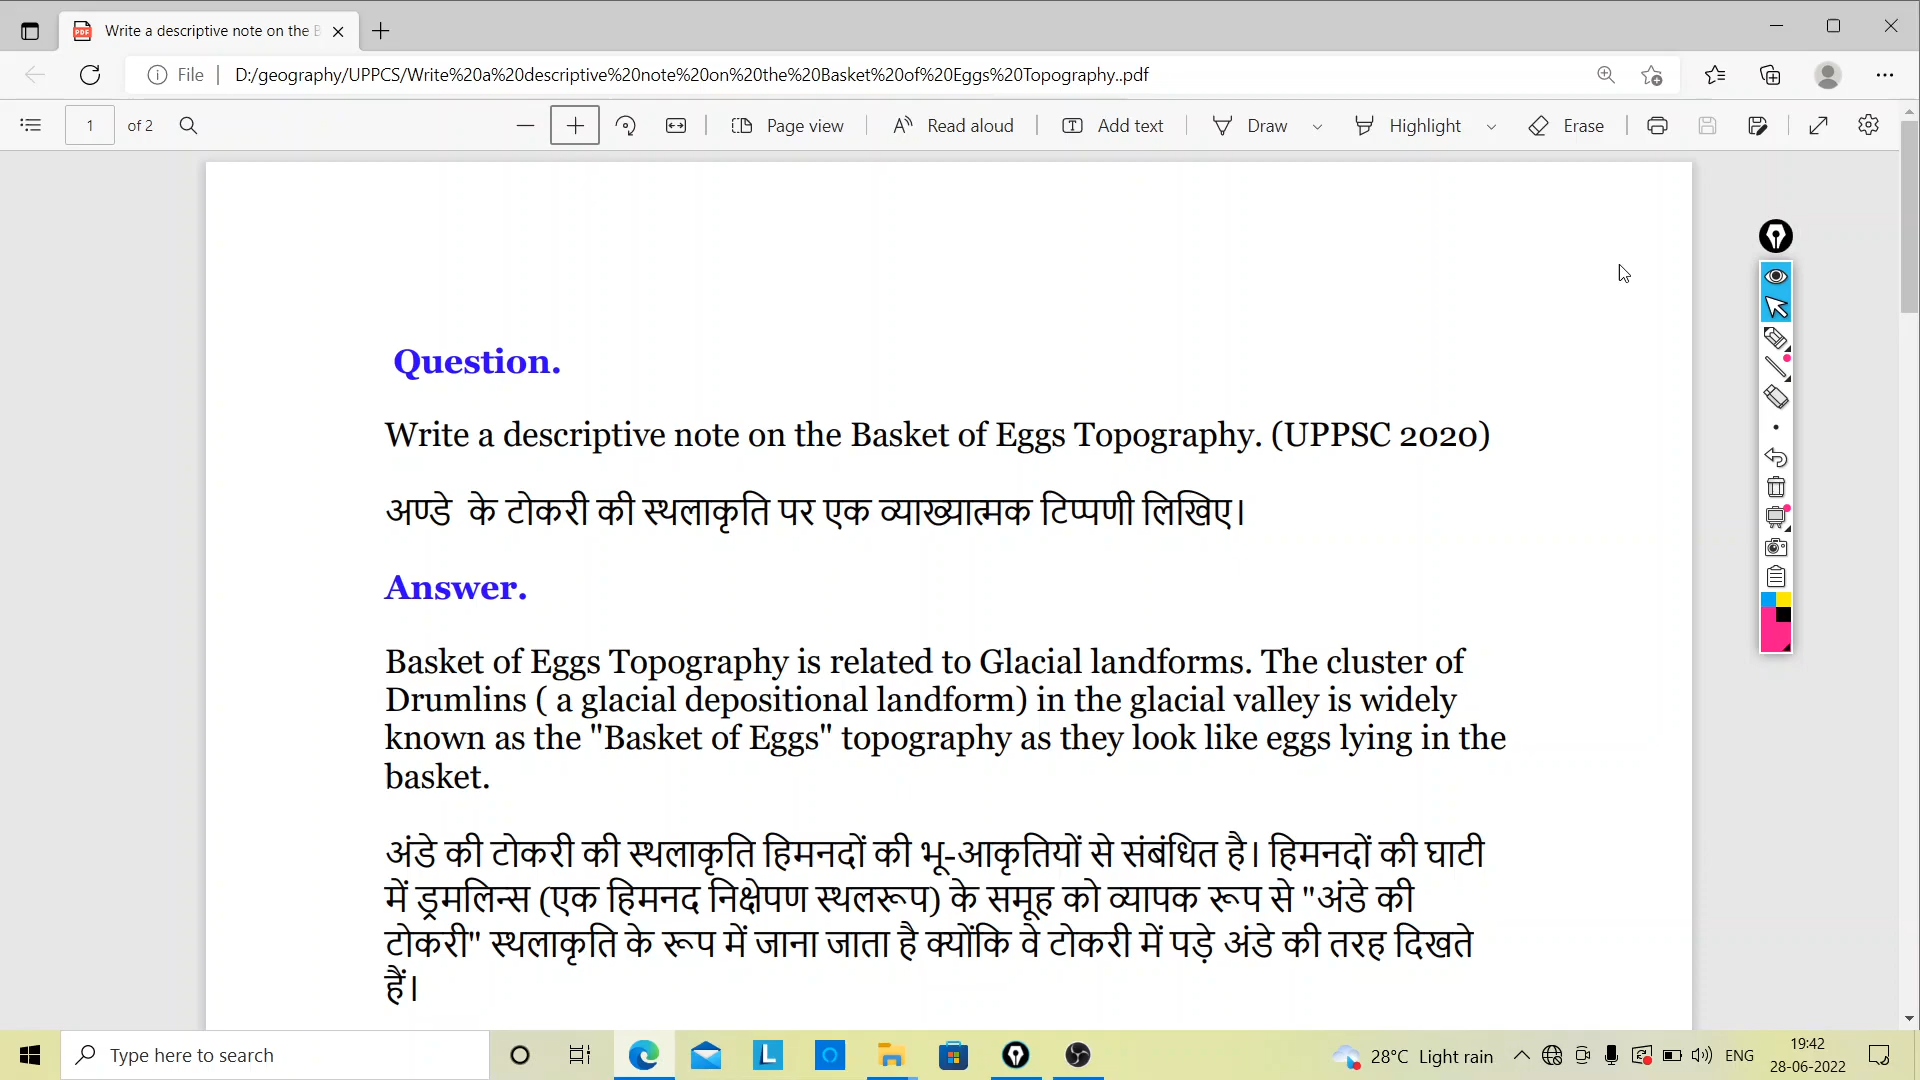 Write a descriptive note on the B
File
D:/geography/UPPCS/Write%20a%20descriptive%20note%20on%20the%20Basket%20of%20Eggs%20Topography..pdf
1 of 2
Page view
Read aloud
Add text
Draw
Highlight
Erase
Question.
Write a descriptive note on the Basket of Eggs Topography. (UPPSC 2020)
अण्डे के टोकरी की स्थलाकृति पर एक व्याख्यात्मक टिप्पणी लिखिए।
Answer.
Basket of Eggs Topography is related to Glacial landforms. The cluster of
Drumlins ( a glacial depositional landform) in the glacial valley is widely
known as the "Basket of Eggs" topography as they look like eggs lying in the
basket.
अंडे की टोकरी की स्थलाकृति हिमनदों की भू-आकृतियों से संबंधित है। हिमनदों की घाटी
में ड्रमलिन्स (एक हिमनद निक्षेपण स्थलरूप) के समूह को व्यापक रूप से "अंडे की
टोकरी" स्थलाकृति के रूप में जाना जाता है क्योंकि वे टोकरी में पड़े अंडे की तरह दिखते
हैं।
Type here to search
L
28°C Light rain
ENG
19:42
28-06-2022